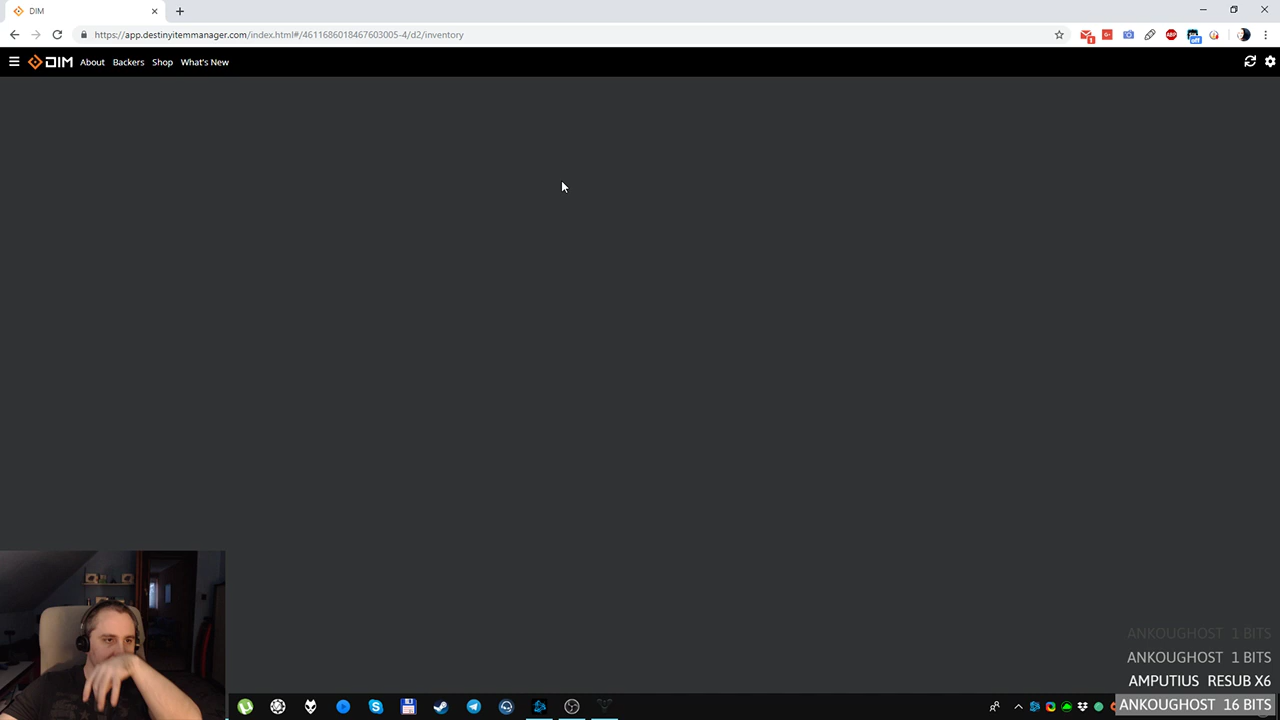 DIM
https://app.destinyitemmanager.com/index.html#/4611686018467603005-4/d2/inventory
DIM About Backers Shop What's New
ANKOUGHOST 1 BITS
ANKOUGHOST 1 BITS
AMPUTIUS RESUB X6
ANKOUGHOST 16 BITS